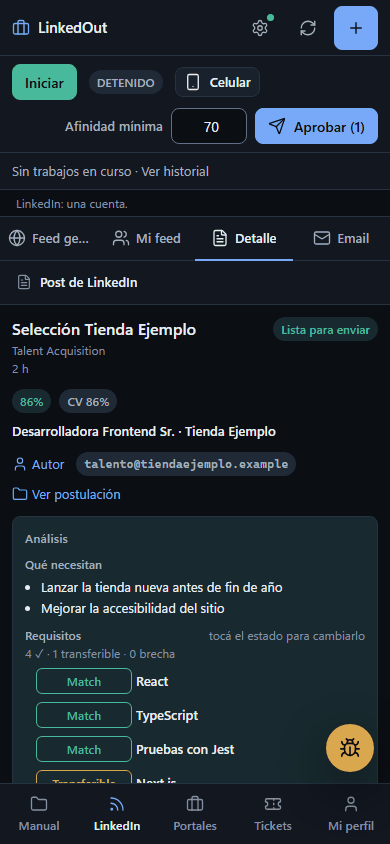 LinkedOut
Iniciar
DETENIDO
Celular
Afinidad mínima
70
Aprobar (1)
Sin trabajos en curso · Ver historial
LinkedIn: una cuenta.
Feed ge...
Mi feed
Detalle
Email
Post de LinkedIn
Selección Tienda Ejemplo
Lista para enviar
Talent Acquisition
2 h
86%
CV 86%
Desarrolladora Frontend Sr. · Tienda Ejemplo
Autor
talento@tiendaejemplo.example
Ver postulación
Análisis
Qué necesitan
• Lanzar la tienda nueva antes de fin de año
• Mejorar la accesibilidad del sitio
Requisitos
tocá el estado para cambiarlo
4 ✓ · 1 transferible · 0 brecha
Match React
Match TypeScript
Match Pruebas con Jest
Transferible Next.js
Manual
LinkedIn
Portales
Tickets
Mi perfil